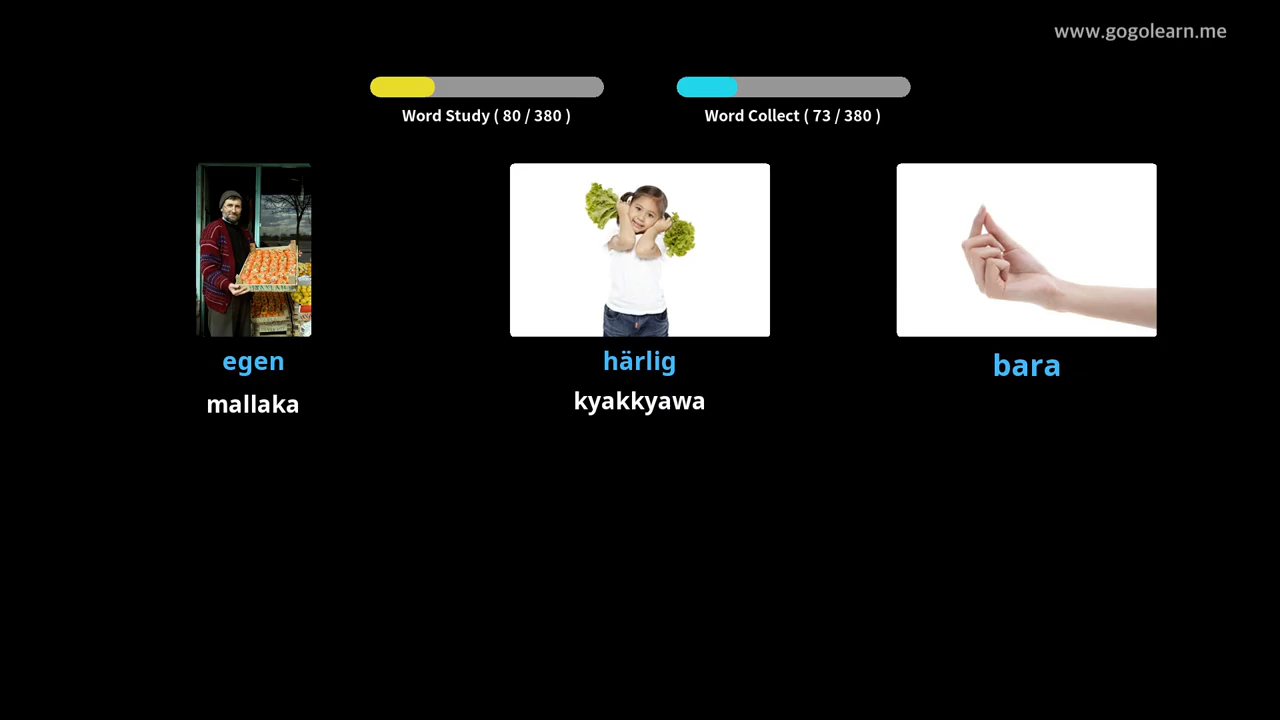 www.gogolearn.me
Word Study ( 80 / 380 )
Word Collect ( 73 / 380 )
egen
mallaka
härlig
kyakkyawa
bara